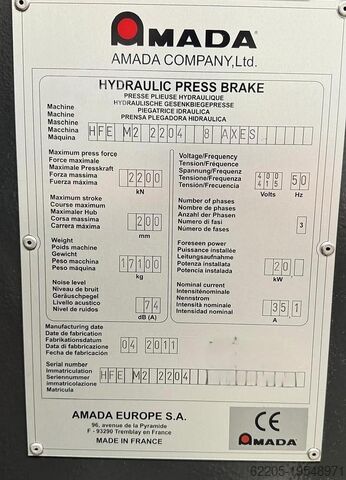 AMADA
AMADA COMPANY,Ltd.
HYDRAULIC PRESS BRAKE
PRESSE PLIEUSE HYDRAULIQUE
HYDRAULISCHE GESENKBIEGEPRESSE
PIEGATRICE IDRAULICA
PRENSA PLEGADORA HIDRAULICA
Machine
Machine
Maschine
Macchina
Máquina
HFE M2 2204 8 AXES
Maximum press force
Force maximale
Maximale Presskraft
Forza massima
Fuerza máxima
2200
kN
Maximum stroke
Course maximum
Maximaler Hub
Corsa massima
Carrera máxima
200
mm
Weight
Poids machine
Gewicht
Peso macchina
Peso máquina
17100
kg
Noise level
Niveau de bruit
Geräuschpegel
Livello acustico
Nivel de ruidos
74
dB (A)
Voltage/Frequency
Tension/Fréquence
Spannung/Frequenz
Tensione/Frequenza
Tensión/Frecuencia
400
415
Volts
50
Hz
Number of phases
Nombre de phases
Anzahl der Phasen
Numero di fasi
Número de fases
3
Foreseen power
Puissance installée
Leitungsaufnahme
Potenza installata
Potencia instalada
20
kW
Nominal current
Intensiténominale
Nennstrom
Intensità nominale
Intensidad nominal
35.1
A
Manufacturing date
Date de fabrication
Fabrikationsdatum
Data di fabbricazione
Fecha de fabricación
04 2011
Serial number
Immatriculation
Seriennummer
immatricolazione
Matricula
HFE M2 2204
AMADA EUROPE S.A.
96, avenue de la Pyramide
F - 93290 Tremblay en France
MADE IN FRANCE
CE
AMADA
62205-19548971